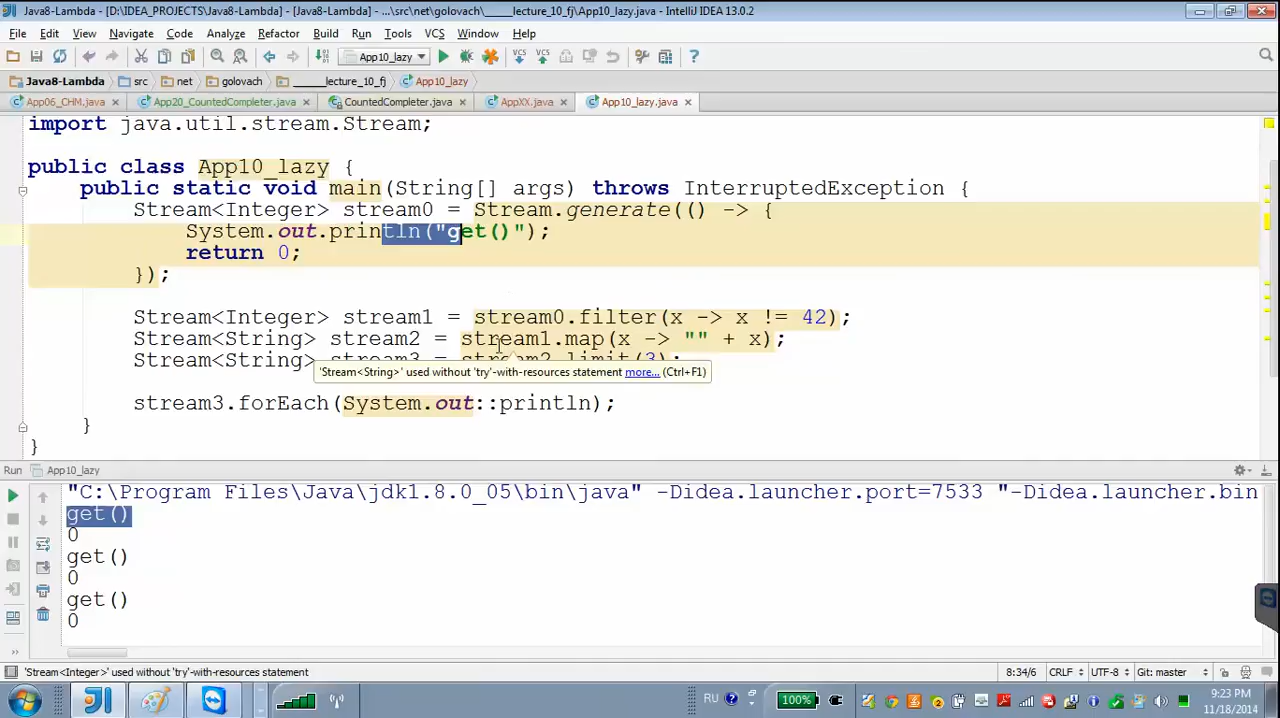 Java8-Lambda - [D:\IDEA_PROJECTS\Java8-Lambda] - [Java8-Lambda] - ...\src\net\golovach\_____lecture_10_fj\App10_lazy.java - IntelliJ IDEA 13.0.2
File Edit View Navigate Code Analyze Refactor Build Run Tools VCS Window Help
App10_lazy
Java8-Lambda src net golovach _____lecture_10_fj App10_lazy
App06_CHM.java App20_CountedCompleter.java CountedCompleter.java AppXX.java App10_lazy.java
import java.util.stream.Stream;
public class App10_lazy {
public static void main(String[] args) throws InterruptedException {
Stream<Integer> stream0 = Stream.generate(() -> {
System.out.println("get()");
return 0;
});
Stream<Integer> stream1 = stream0.filter(x -> x != 42);
Stream<String> stream2 = stream1.map(x -> "" + x);
Stream<String> stream3 = stream2.limit(3);
'Stream<String>' used without 'try'-with-resources statement more... (Ctrl+F1)
stream3.forEach(System.out::println);
}
}
Run App10_lazy
"C:\Program Files\Java\jdk1.8.0_05\bin\java" -Didea.launcher.port=7533 "-Didea.launcher.bin
get()
0
get()
0
get()
0
'Stream<Integer>' used without 'try'-with-resources statement 8:34/6 CRLF UTF-8 Git: master
RU 100% 9:23 PM
11/18/2014